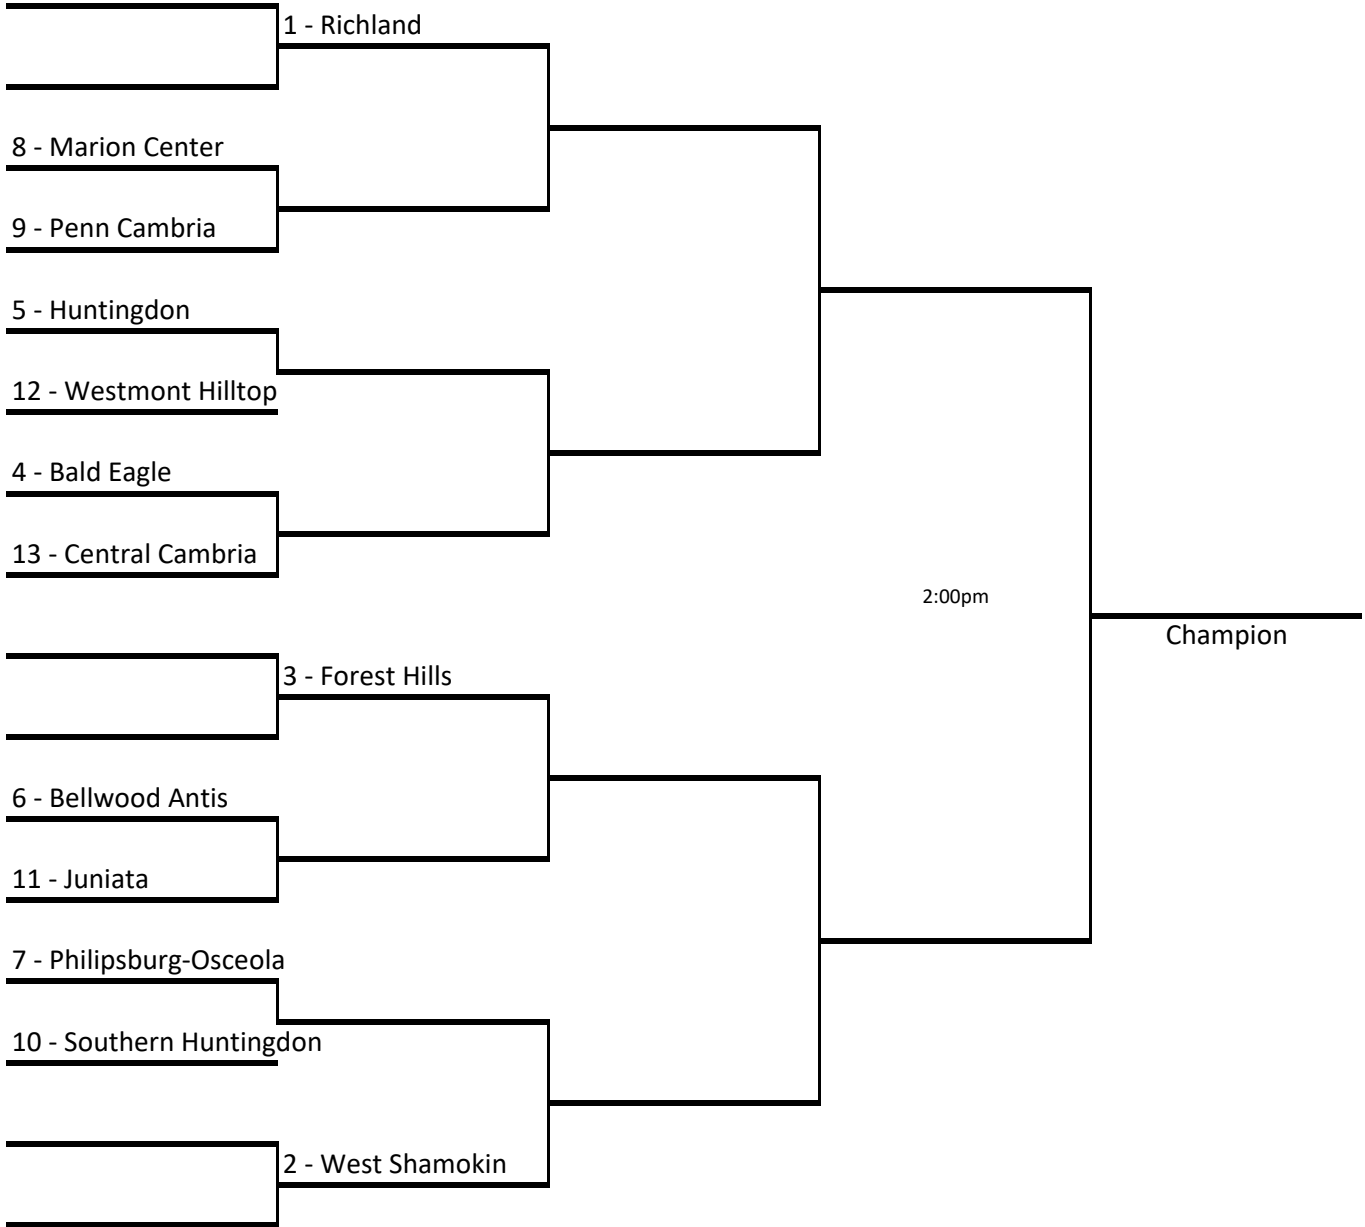 1 - Richland
8 - Marion Center
9 - Penn Cambria
5 - Huntingdon
12 - Westmont Hilltop
4 - Bald Eagle
13 - Central Cambria
2:00pm
Champion
3 - Forest Hills
6 - Bellwood Antis
11 - Juniata
7 - Philipsburg-Osceola
10 - Southern Huntingdon
2 - West Shamokin